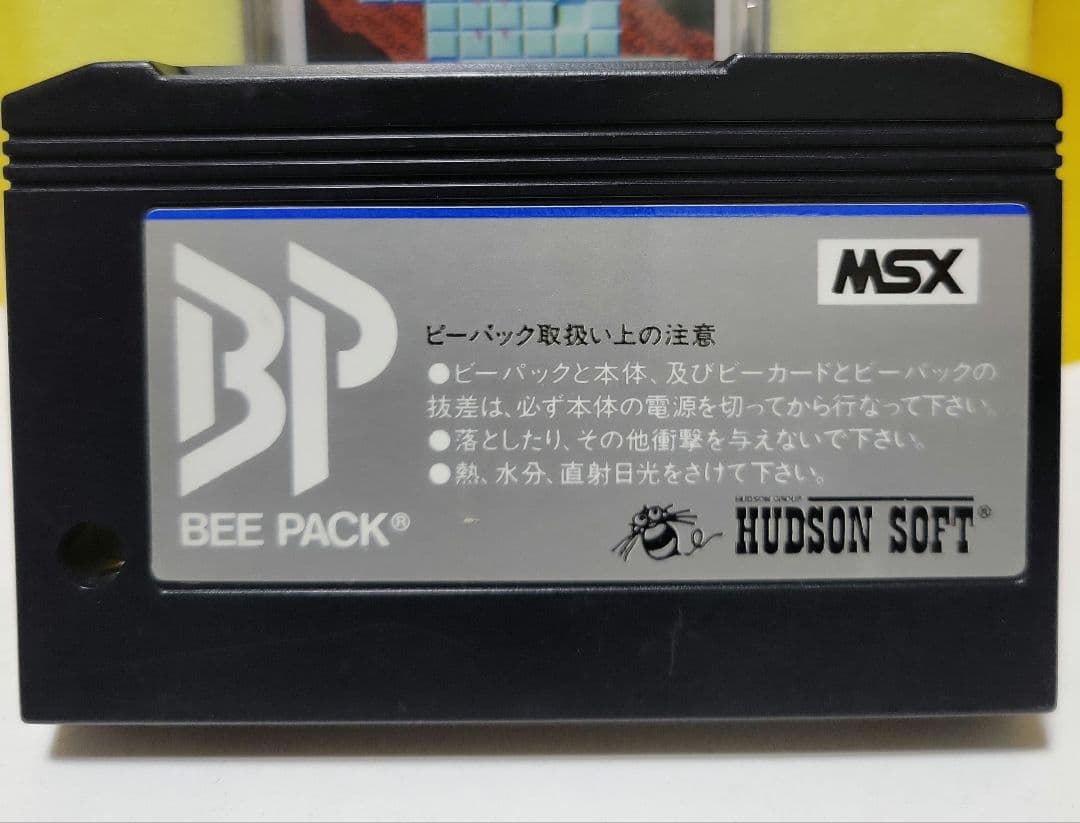 BP
MSX
ビーパック取扱い上の注意
●ビーパックと本体、及びビーカードとビーパックの
抜差は、必ず本体の電源を切ってから行なって下さい。
●落としたり、その他衝撃を与えないで下さい。
●熱、水分、直射日光をさけて下さい。
BEE PACK®
HUDSON GROUP
HUDSON SOFT®